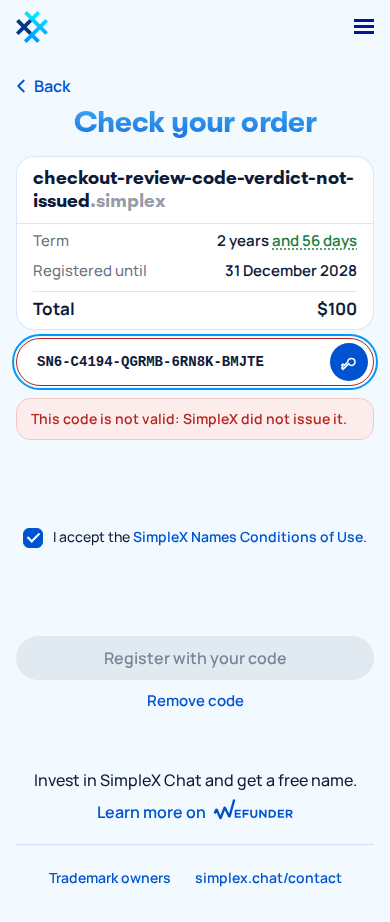 Back
Check your order
checkout-review-code-verdict-not-
issued.simplex
Term 2 years and 56 days
Registered until 31 December 2028
Total $100
SN6-C4194-QGRMB-6RN8K-BMJTE
This code is not valid: SimpleX did not issue it.
I accept the SimpleX Names Conditions of Use.
Register with your code
Remove code
Invest in SimpleX Chat and get a free name.
Learn more on WEFUNDER
Trademark owners simplex.chat/contact